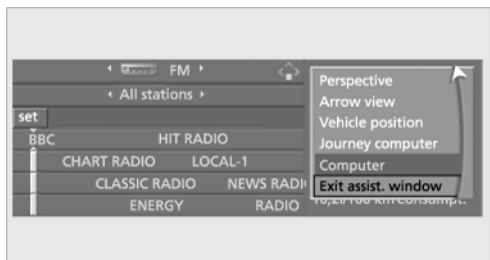 FM
All stations
set
BBC HIT RADIO
CHART RADIO LOCAL-1
CLASSIC RADIO NEWS RADI
ENERGY RADIO
Perspective
Arrow view
Vehicle position
Journey computer
Computer
Exit assist. window
km Consumpt.